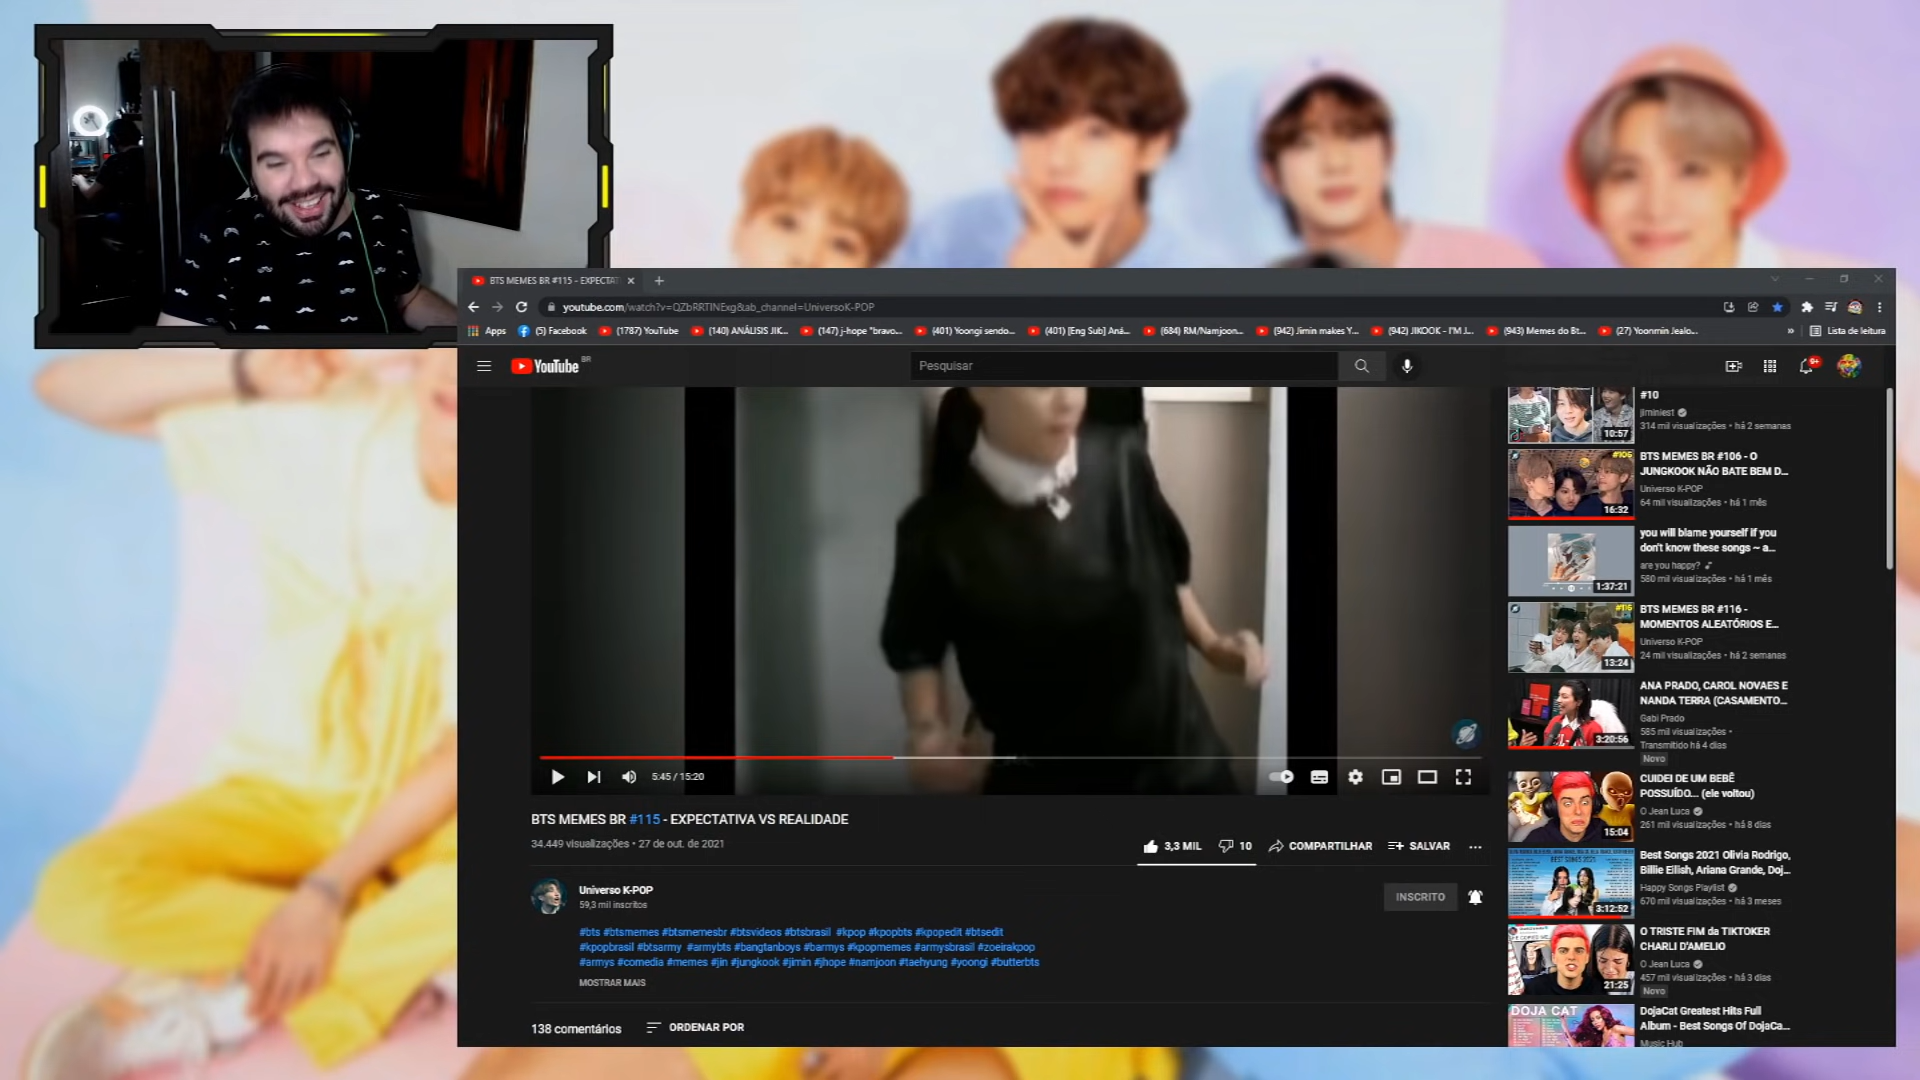 BTS MEMES BR #115 - EXPECTAT
youtube.com/watch?v=QZbRRTINExg&ab_channel=UniversoK-POP
Apps
(5) Facebook
(1787) YouTube
(140) ANÁLISIS JIK...
(147) j-hope "bravo...
(401) Yoongi sendo...
(401) [Eng Sub] Aná...
(684) RM/Namjoon...
(942) Jimin makes Y...
(942) JIKOOK - I'M J...
(943) Memes do Bt...
(27) Yoonmin Jealo...
»
Lista de leitura
YouTube BR
Pesquisar
9+
5:45 / 15:20
BTS MEMES BR #115 - EXPECTATIVA VS REALIDADE
34.449 visualizações • 27 de out. de 2021
3,3 MIL
10
COMPARTILHAR
SALVAR
Universo K-POP
59,3 mil inscritos
INSCRITO
#bts #btsmemes #btsmemesbr #btsvideos #btsbrasil #kpop #kpopbts #kpopedit #btsedit
#kpopbrasil #btsarmy #armybts #bangtanboys #barmys #kpopmemes #armysbrasil #zoeirakpop
#armys #comedia #memes #jin #jungkook #jimin #jhope #namjoon #taehyung #yoongi #butterbts
MOSTRAR MAIS
138 comentários
ORDENAR POR
#10
jiminiest
314 mil visualizações • há 2 semanas
10:57
BTS MEMES BR #106 - O
JUNGKOOK NÃO BATE BEM D...
Universo K-POP
64 mil visualizações • há 1 mês
#106
16:32
you will blame yourself if you
don't know these songs ~ a...
are you happy?
580 mil visualizações • há 1 mês
1:37:21
BTS MEMES BR #116 -
MOMENTOS ALEATÓRIOS E...
Universo K-POP
24 mil visualizações • há 2 semanas
#116
13:24
ANA PRADO, CAROL NOVAES E
NANDA TERRA (CASAMENTO...
Gabi Prado
585 mil visualizações •
Transmitido há 4 dias
Novo
3:20:56
CUIDEI DE UM BEBÊ
POSSUÍDO... (ele voltou)
O Jean Luca
261 mil visualizações • há 8 dias
15:04
Best Songs 2021 Olivia Rodrigo,
Billie Eilish, Ariana Grande, Doj...
Happy Songs Playlist
670 mil visualizações • há 3 meses
BEST SONGS 2021
3:12:52
O TRISTE FIM da TIKTOKER
CHARLI D'AMELIO
O Jean Luca
457 mil visualizações • há 3 dias
Novo
21:25
DOJA CAT
DojaCat Greatest Hits Full
Album - Best Songs Of DojaCa...
Music Hub